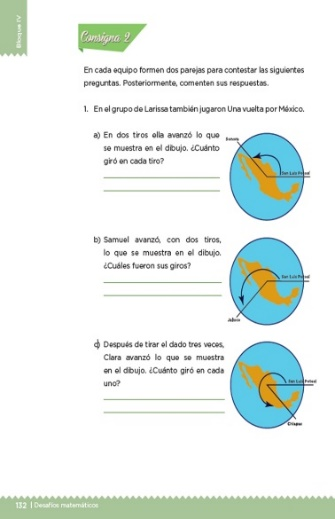 Bloque IV
Consigna 2
En cada equipo formen dos parejas para contestar las siguientes
preguntas. Posteriormente, comenten sus respuestas.
1. En el grupo de Larissa también jugaron Una vuelta por México.
a) En dos tiros ella avanzó lo que
se muestra en el dibujo. ¿Cuánto
giró en cada tiro?
San Luis Potosí
b) Samuel avanzó, con dos tiros,
lo que se muestra en el dibujo.
¿Cuáles fueron sus giros?
San Luis Potosí
Jalisco
c) Después de tirar el dado tres veces,
Clara avanzó lo que se muestra
en el dibujo. ¿Cuánto giró en cada
uno?
San Luis Potosí
Chiapas
132 | Desafíos matemáticos